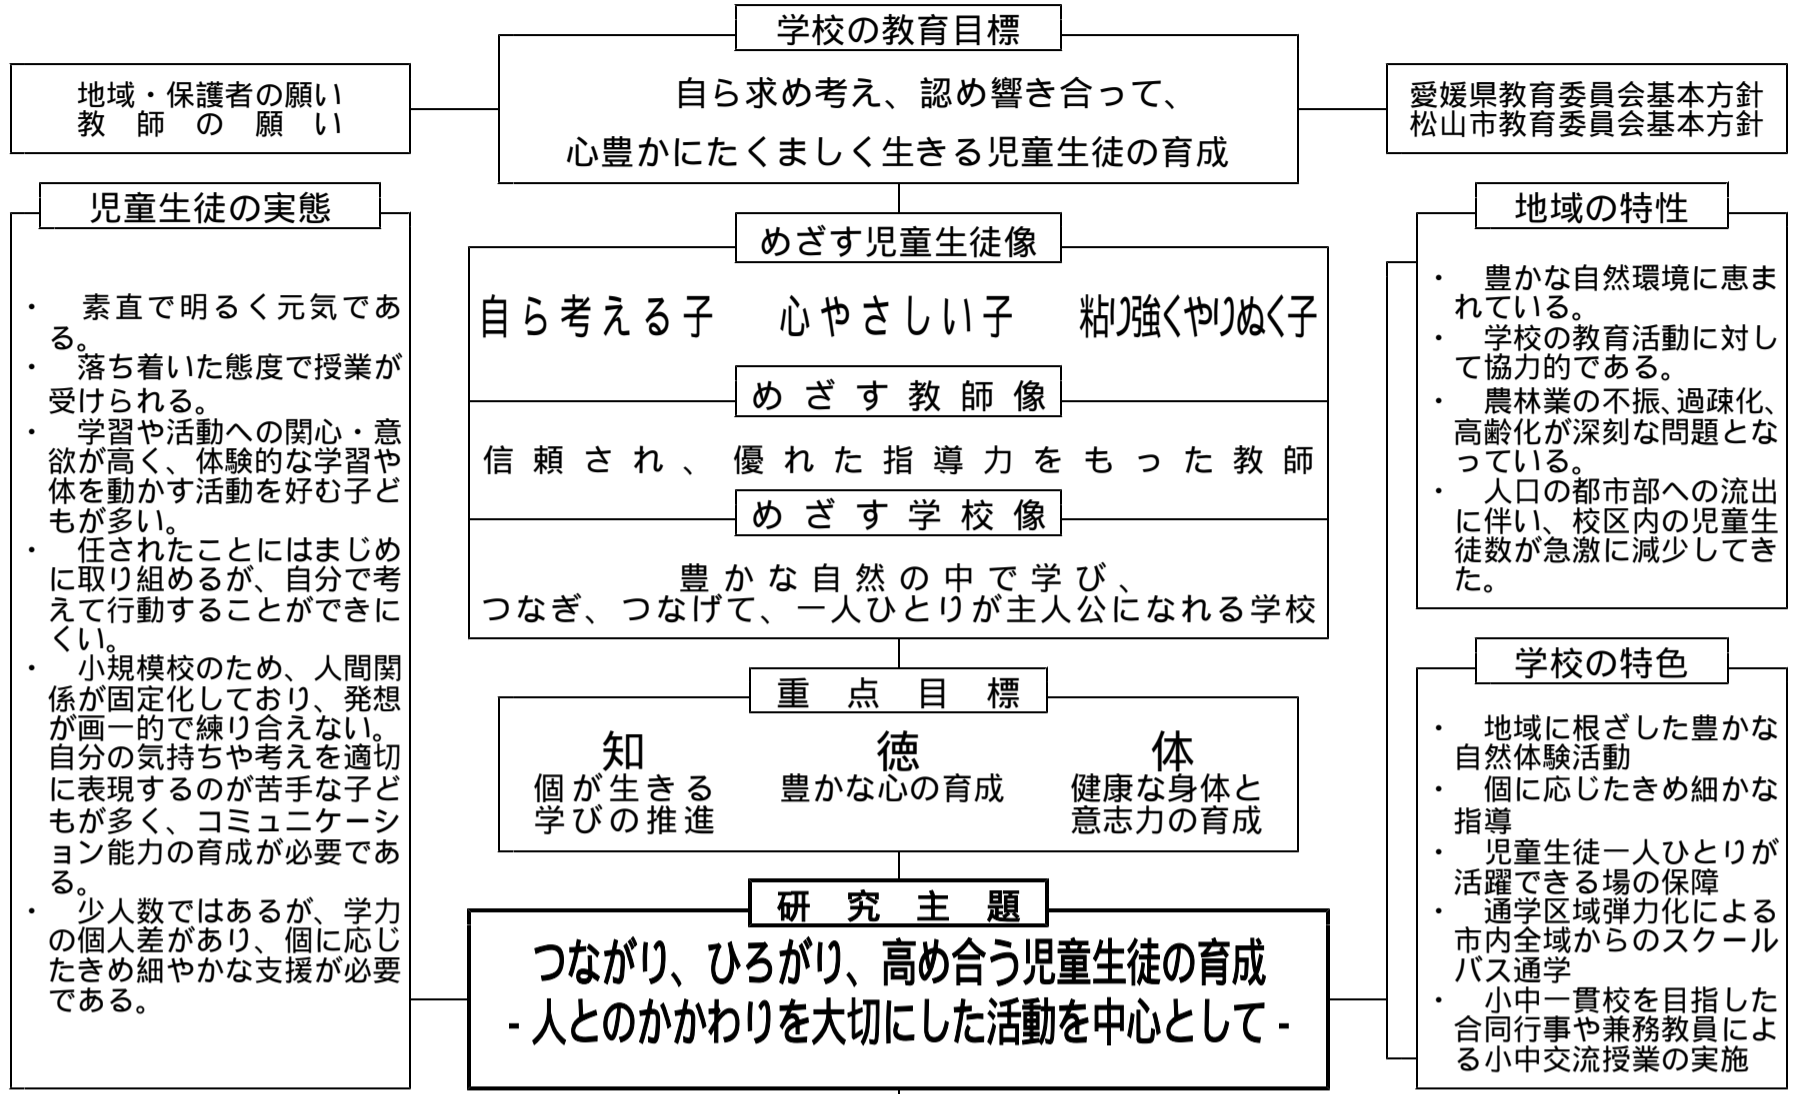 学校の教育目標
自ら求め考え、認め響き合って、
心豊かにたくましく生きる児童生徒の育成
地域・保護者の願い
教　師　の　願　い
愛媛県教育委員会基本方針
松山市教育委員会基本方針
児童生徒の実態
・　素直で明るく元気であ
る。
・　落ち着いた態度で授業が
受けられる。
・　学習や活動への関心・意
欲が高く、体験的な学習や
体を動かす活動を好む子ど
もが多い。
・　任されたことにはまじめ
に取り組めるが、自分で考
えて行動することができに
くい。
・　小規模校のため、人間関
係が固定化しており、発想
が画一的で練り合えない。
自分の気持ちや考えを適切
に表現するのが苦手な子ど
もが多く、コミュニケーシ
ョン能力の育成が必要であ
る。
・　少人数ではあるが、学力
の個人差があり、個に応じ
たきめ細やかな支援が必要
である。
めざす児童生徒像
自ら考える子　心やさしい子　粘り強くやりぬく子
めざす教師像
信頼され、優れた指導力をもった教師
めざす学校像
豊かな自然の中で学び、
つなぎ、つなげて、一人ひとりが主人公になれる学校
重　点　目　標
知　徳　体
個が生きる　豊かな心の育成　健康な身体と
学びの推進　意志力の育成
研　究　主　題
つながり、ひろがり、高め合う児童生徒の育成
- 人とのかかわりを大切にした活動を中心として -
地域の特性
・　豊かな自然環境に恵ま
れている。
・　学校の教育活動に対し
て協力的である。
・　農林業の不振、過疎化、
高齢化が深刻な問題とな
っている。
・　人口の都市部への流出
に伴い、校区内の児童生
徒数が急激に減少してき
た。
学校の特色
・　地域に根ざした豊かな
自然体験活動
・　個に応じたきめ細かな
指導
・　児童生徒一人ひとりが
活躍できる場の保障
・　通学区域弾力化による
市内全域からのスクール
バス通学
・　小中一貫校を目指した
合同行事や兼務教員によ
る小中交流授業の実施